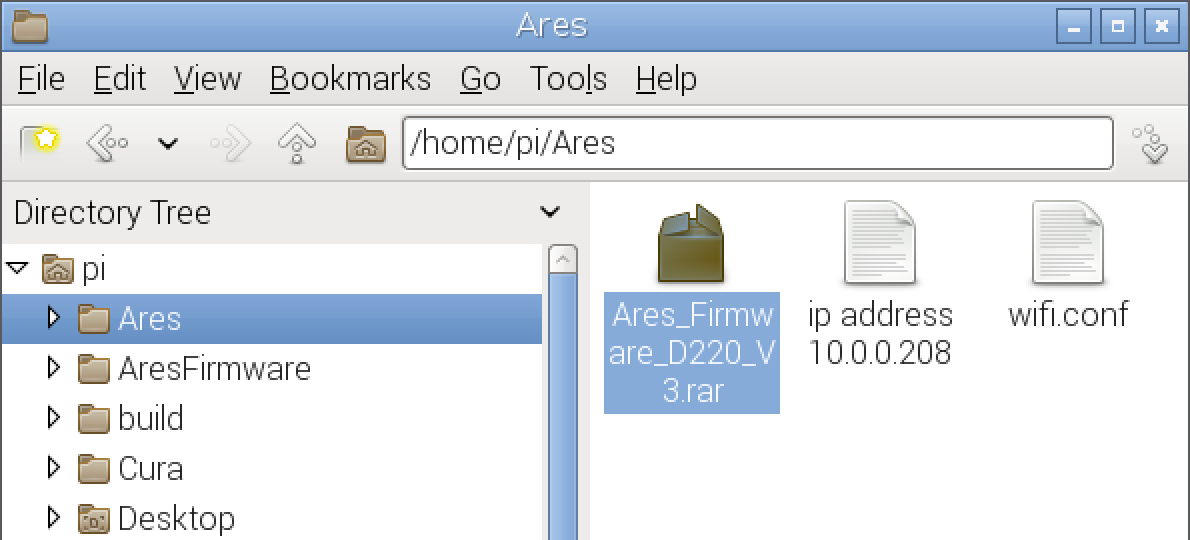 Ares
File Edit View Bookmarks Go Tools Help
/home/pi/Ares
Directory Tree
pi
Ares
AresFirmware
build
Cura
Desktop
Ares_Firmw
are_D220_V
3.rar
ip address
10.0.0.208
wifi.conf